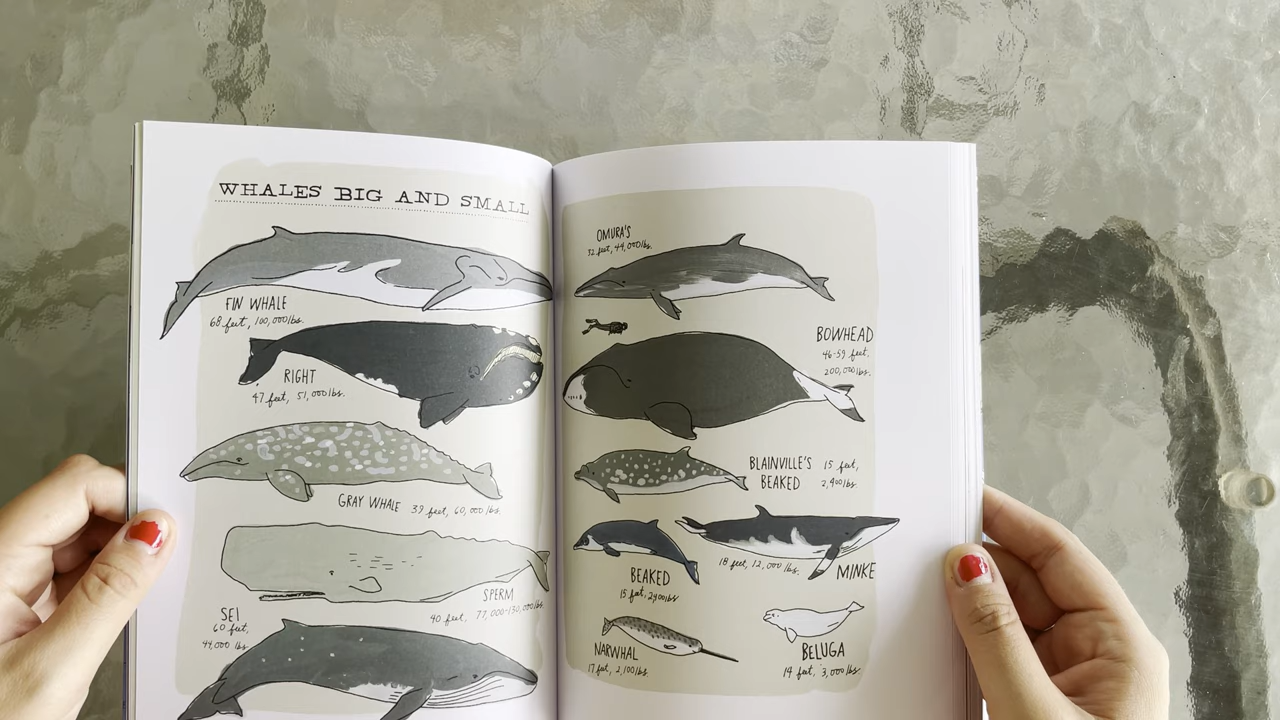 WHALES BIG AND SMALL
FIN WHALE
68 feet, 100,000 lbs.
RIGHT
47 feet, 51,000 lbs.
GRAY WHALE 39 feet, 60,000 lbs.
SPERM
40 feet, 77,000-130,000 lbs.
SEI
60 feet,
44,000 lbs
OMURA'S
32 feet, 44,000 lbs.
BOWHEAD
46-59 feet.
200,000 lbs.
BLAINVILLE'S
BEAKED
15 feet,
2,400 lbs.
BEAKED
15 feet, 2,400 lbs
18 feet, 12,000 lbs.
MINKE
NARWHAL
17 feet, 2,100 lbs.
BELUGA
14 feet, 3,000 lbs.